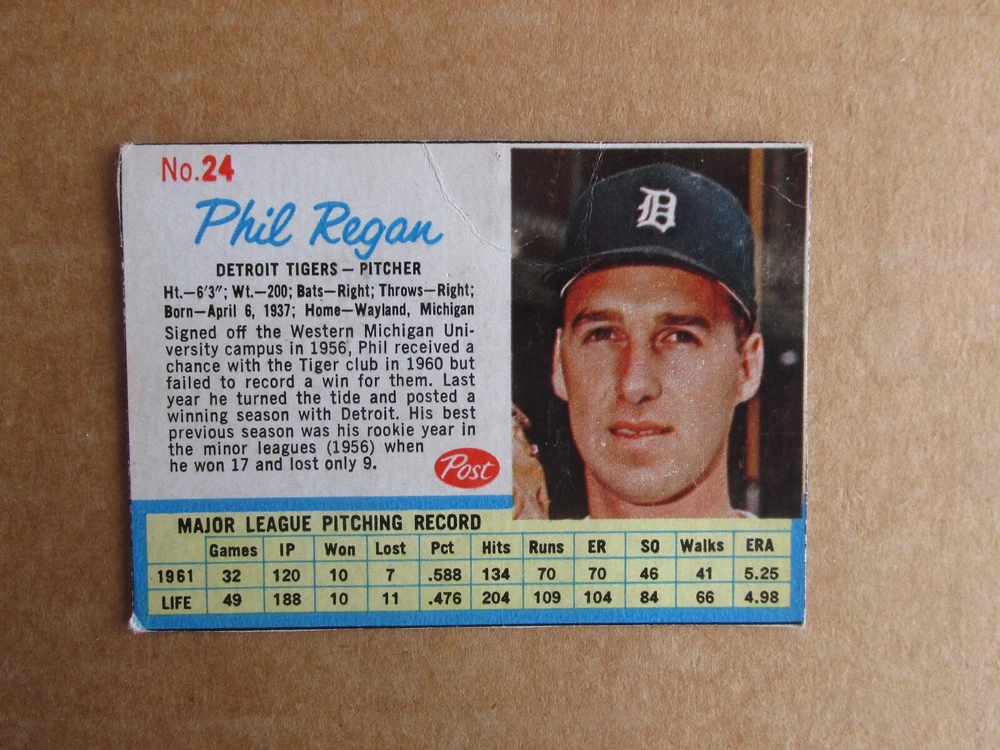 No.24
Phil Regan
DETROIT TIGERS — PITCHER
Ht.—6'3"; Wt.—200; Bats—Right; Throws—Right;
Born—April 6, 1937; Home—Wayland, Michigan
Signed off the Western Michigan Uni-
versity campus in 1956, Phil received a
chance with the Tiger club in 1960 but
failed to record a win for them. Last
year he turned the tide and posted a
winning season with Detroit. His best
previous season was his rookie year in
the minor leagues (1956) when
he won 17 and lost only 9.
Post
D
MAJOR LEAGUE PITCHING RECORD
Games IP Won Lost Pct Hits Runs ER SO Walks ERA
1961 32 120 10 7 .588 134 70 70 46 41 5.25
LIFE 49 188 10 11 .476 204 109 104 84 66 4.98